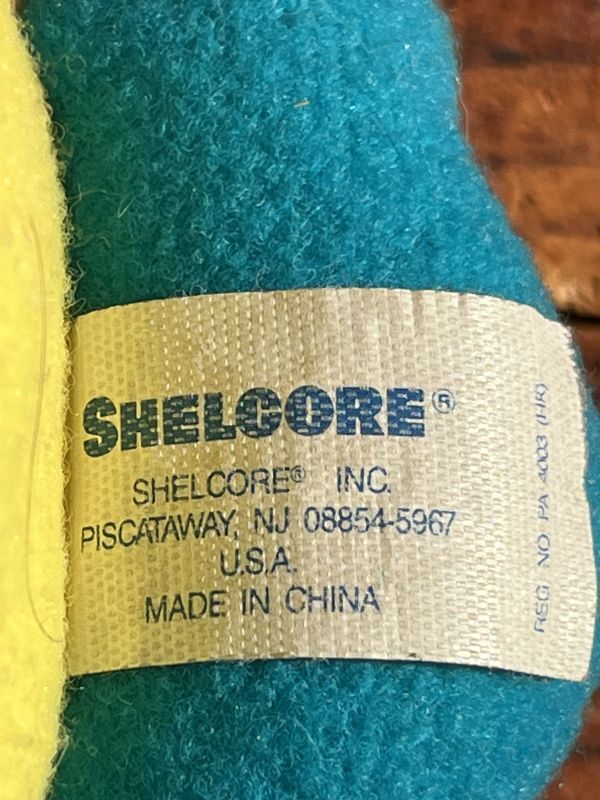 SHELCORE®
SHELCORE® INC.
PISCATAWAY, NJ 08854-5967
U.S.A.
MADE IN CHINA
REG. NO PA 4003 (HK)